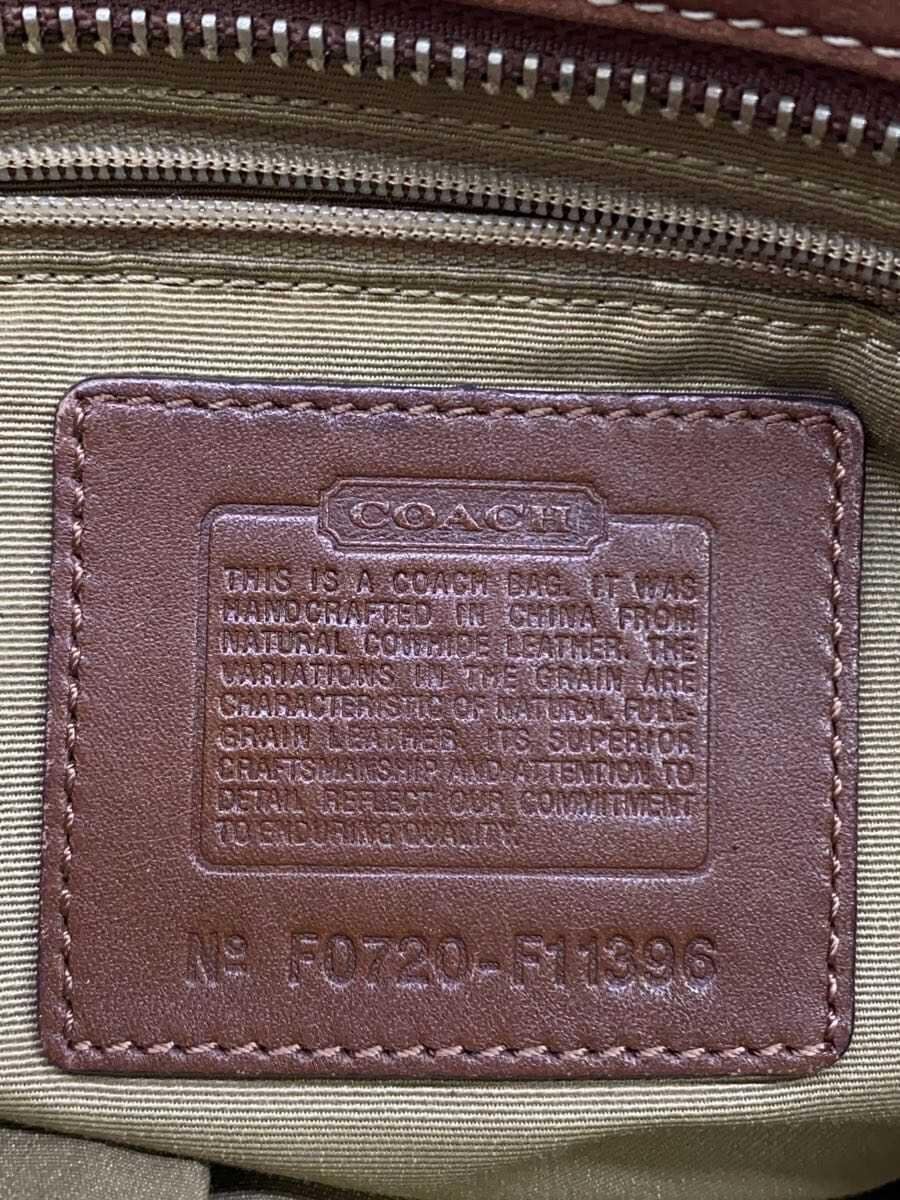 COACH
THIS IS A COACH BAG. IT WAS
HANDCRAFTED IN CHINA FROM
NATURAL COWHIDE LEATHER. THE
VARIATIONS IN THE GRAIN ARE
CHARACTERISTIC OF NATURAL FULL-
GRAIN LEATHER. ITS SUPERIOR
CRAFTSMANSHIP AND ATTENTION TO
DETAIL REFLECT OUR COMMITMENT
TO ENDURING QUALITY.
Nº F0720-F11396